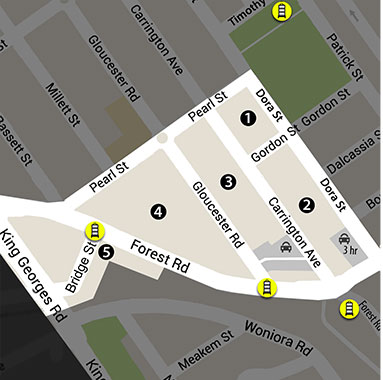 Timothy
Carrington Ave
Gloucester Rd
Millett St
Dassett St
Patrick St
Pearl St
Dora St
Gordon St
1
Gordon St
Dalcassia St
Pearl St
3
2
4
Dora St
Gloucester Rd
Carrington Ave
3 hr
King Georges Rd
Bridge St
5
Forest Rd
Forest R
Woniora Rd
Meakem St
King